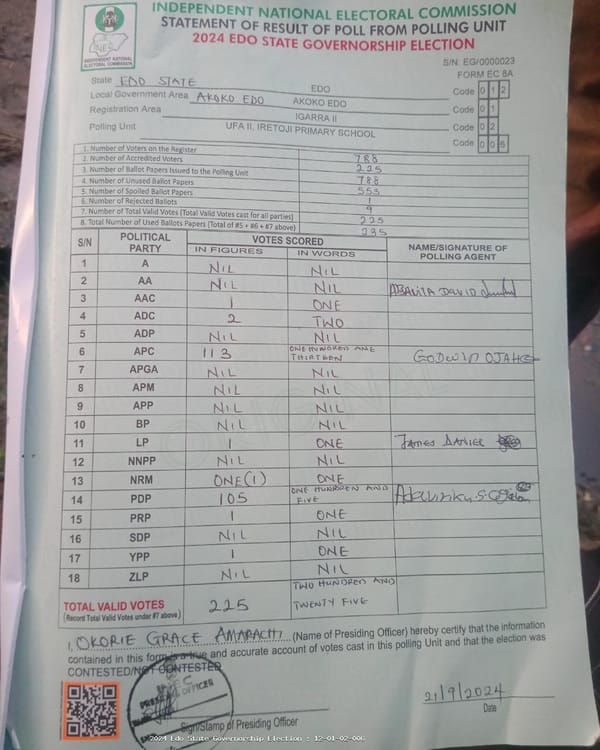 INDEPENDENT NATIONAL ELECTORAL COMMISSION
STATEMENT OF RESULT OF POLL FROM POLLING UNIT
2024 EDO STATE GOVERNORSHIP ELECTION
INEC
INDEPENDENT NATIONAL
ELECTORAL COMMISSION
S/N: EG/0000023
FORM EC 8A
State EDO STATE EDO Code 0 1 2
Local Government Area AKOKO EDO AKOKO EDO Code 0 1
Registration Area IGARRA II Code 0 2
Polling Unit UFA II, IRETOJI PRIMARY SCHOOL Code 0 0 6
1. Number of Voters on the Register 788
2. Number of Accredited Voters 225
3. Number of Ballot Papers Issued to the Polling Unit 788
4. Number of Unused Ballot Papers 553
5. Number of Spoiled Ballot Papers 1
6. Number of Rejected Ballots 9
7. Number of Total Valid Votes (Total Valid Votes cast for all parties) 225
8. Total Number of Used Ballots Papers (Total of #5 + #6 + #7 above) 235
S/N POLITICAL PARTY VOTES SCORED NAME/SIGNATURE OF POLLING AGENT
IN FIGURES IN WORDS
1 A NIL NIL
2 AA NIL NIL DAVID
3 AAC 1 ONE
4 ADC 2 TWO
5 ADP NIL NIL
6 APC 113 ONE HUNDRED AND THIRTEEN GODWIN
7 APGA NIL NIL
8 APM NIL NIL
9 APP NIL NIL
10 BP NIL NIL
11 LP 1 ONE JAMES DANIEL
12 NNPP NIL NIL
13 NRM ONE(1) ONE
14 PDP 105 ONE HUNDRED AND FIVE
15 PRP 1 ONE
16 SDP NIL NIL
17 YPP 1 ONE
18 ZLP NIL NIL
TOTAL VALID VOTES 225 TWO HUNDRED AND TWENTY FIVE
(Record Total Valid Votes under #7 above)
ORIGINAL
I, OKORIE GRACE AMARACHI (Name of Presiding Officer) hereby certify that the information
contained in this form is a true and accurate account of votes cast in this polling Unit and that the election was
CONTESTED/NOT CONTESTED
PRESIDING OFFICER
Sign/Stamp of Presiding Officer
21/9/2024
Date
2024 Edo State Governorship Election : 12-01-02-006